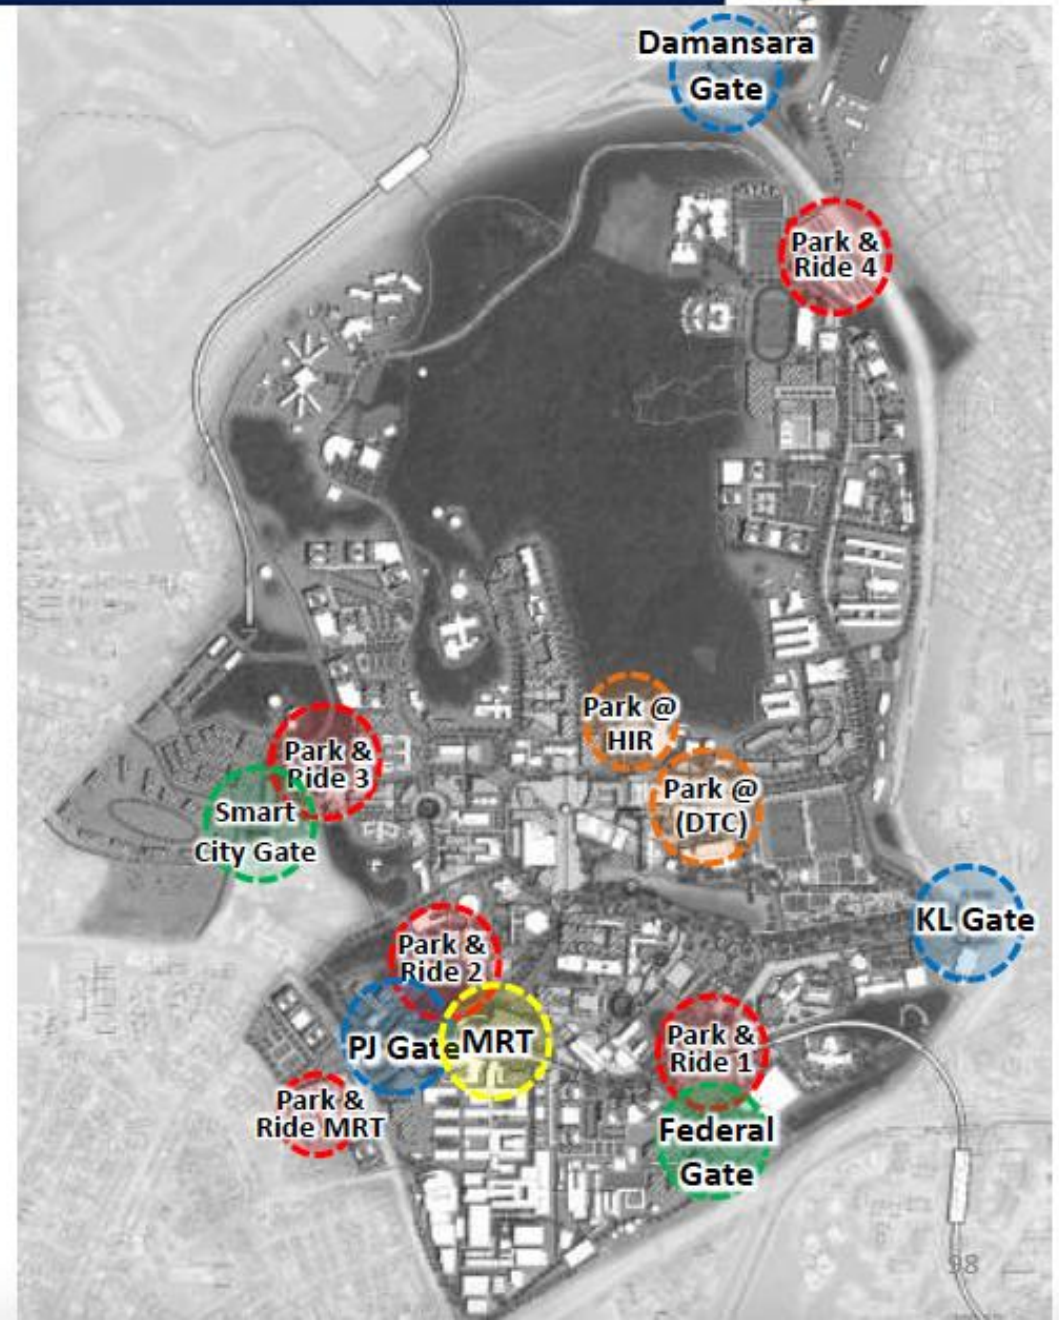 Damansara
Gate
Park &
Ride 4
Park @
HIR
Park &
Ride 3
Park @
(DTC)
Smart
City Gate
KL Gate
Park &
Ride 2
PJ Gate
MRT
Park &
Ride 1
Park &
Ride MRT
Federal
Gate
98